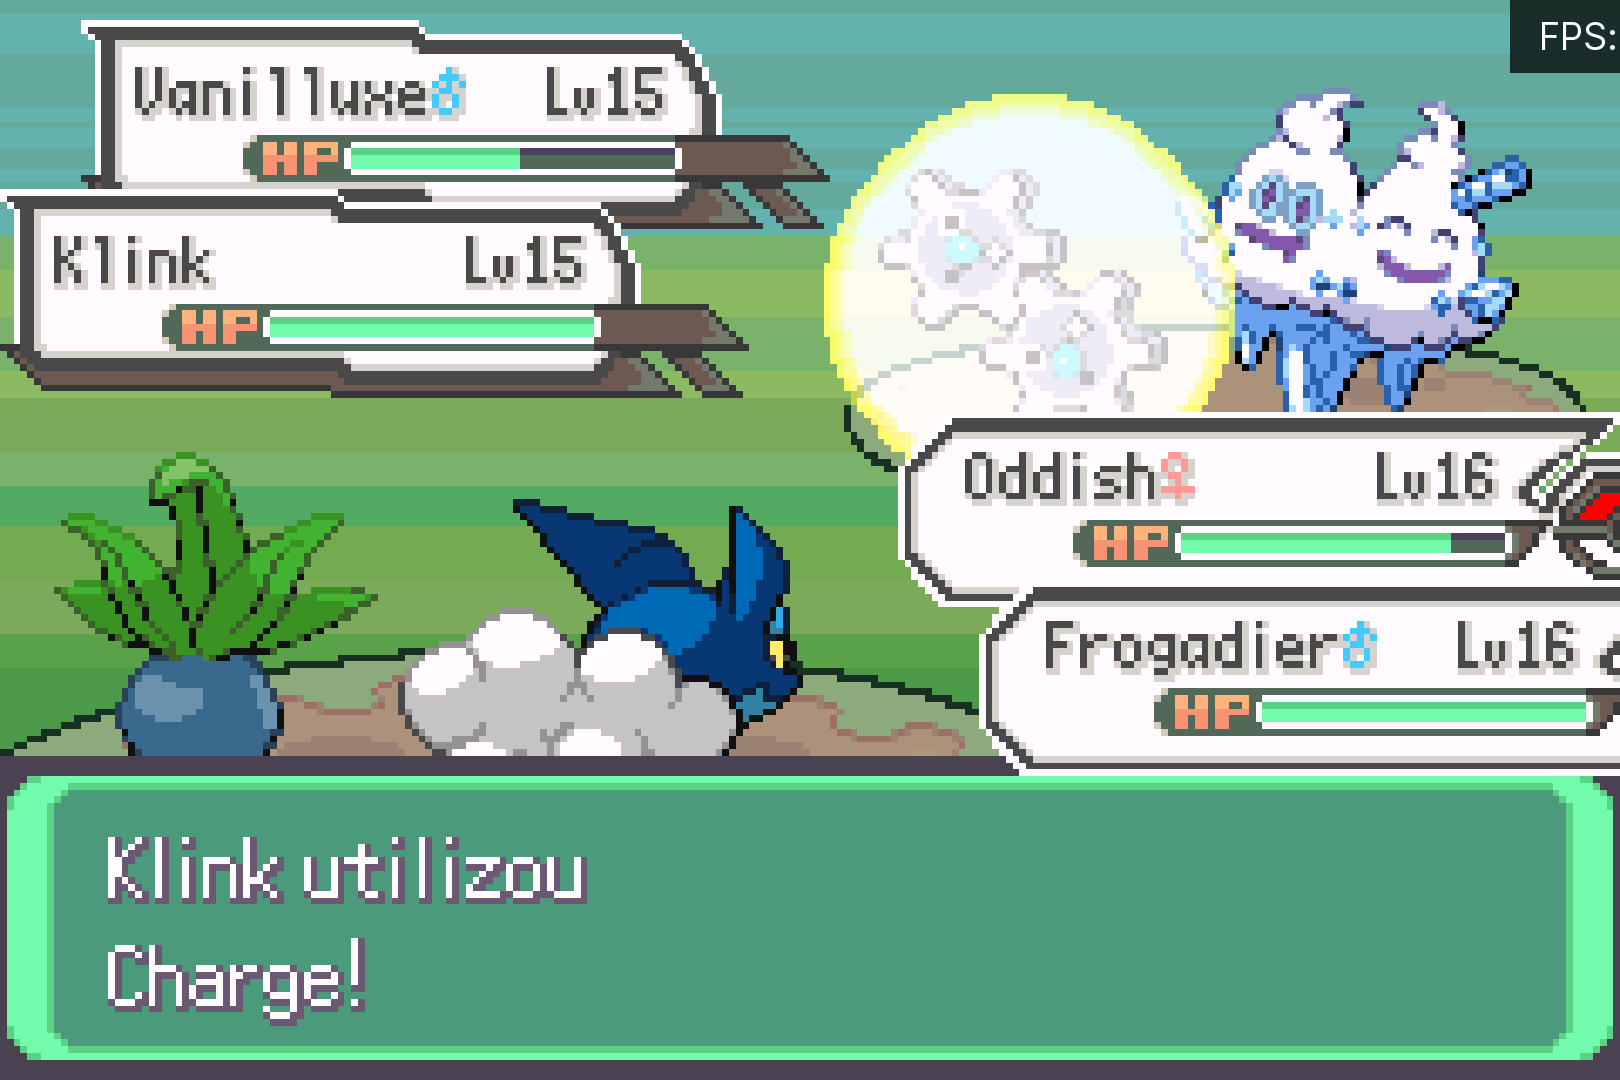 FPS:
Vanilluxe♂ Lv15
HP
Klink Lv15
HP
Oddish♀ Lv16
HP
Frogadier♂ Lv16
HP
Klink utilizou
Charge!